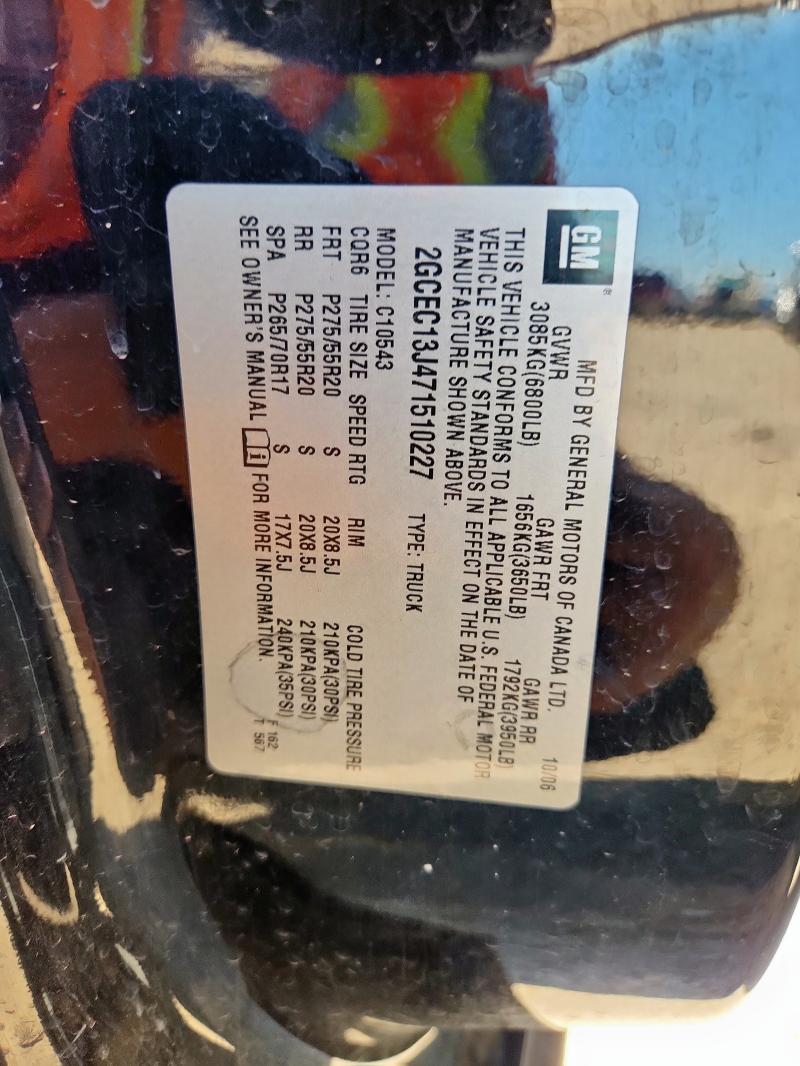 GM®
MFD BY GENERAL MOTORS OF CANADA LTD. 10/06
GVWR GAWR FRT GAWR RR
3085KG(6800LB) 1656KG(3650LB) 1792KG(3950LB)
THIS VEHICLE CONFORMS TO ALL APPLICABLE U.S. FEDERAL MOTOR
VEHICLE SAFETY STANDARDS IN EFFECT ON THE DATE OF
MANUFACTURE SHOWN ABOVE.
2GCEC13J471510227 TYPE: TRUCK
MODEL: C10543
CQR6 TIRE SIZE SPEED RTG RIM COLD TIRE PRESSURE
FRT P275/55R20 S 20X8.5J 210KPA(30PSI)
RR P275/55R20 S 20X8.5J 210KPA(30PSI)
SPA P265/70R17 S 17X7.5J 240KPA(35PSI)
SEE OWNER'S MANUAL i FOR MORE INFORMATION.
F 162
T 567